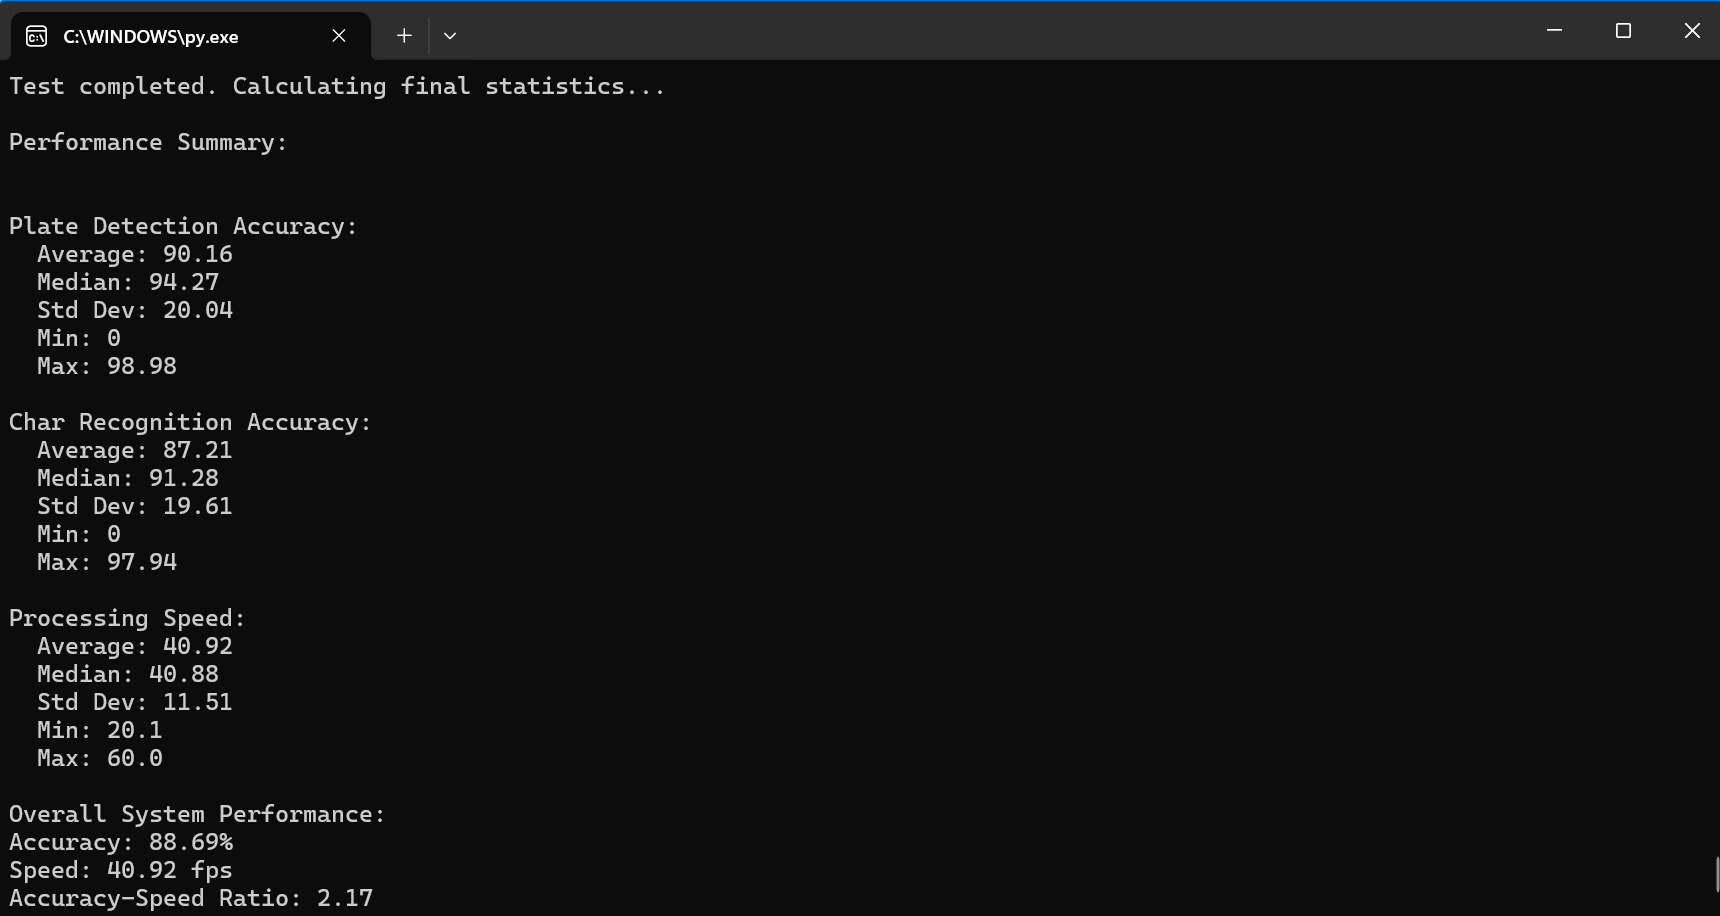 C:\WINDOWS\py.exe
Test completed. Calculating final statistics...
Performance Summary:
Plate Detection Accuracy:
Average: 90.16
Median: 94.27
Std Dev: 20.04
Min: 0
Max: 98.98
Char Recognition Accuracy:
Average: 87.21
Median: 91.28
Std Dev: 19.61
Min: 0
Max: 97.94
Processing Speed:
Average: 40.92
Median: 40.88
Std Dev: 11.51
Min: 20.1
Max: 60.0
Overall System Performance:
Accuracy: 88.69%
Speed: 40.92 fps
Accuracy-Speed Ratio: 2.17